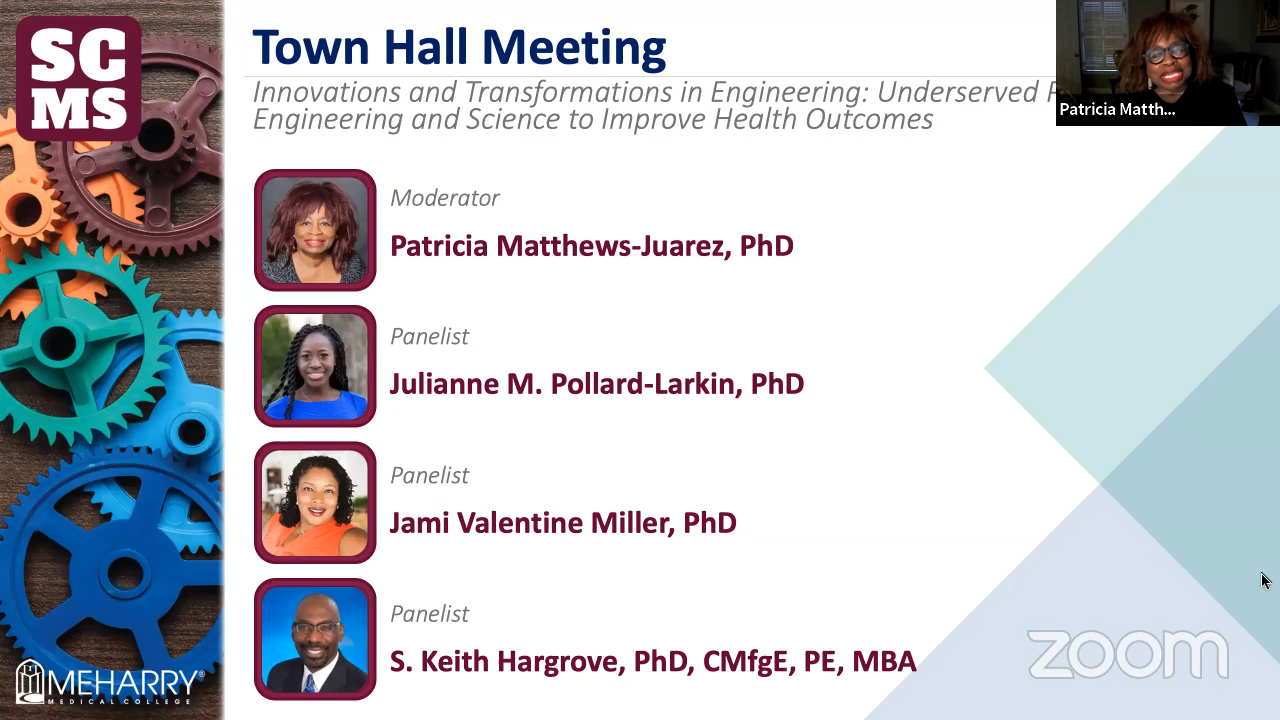 SC
MS
Town Hall Meeting
Innovations and Transformations in Engineering: Underserved
Engineering and Science to Improve Health Outcomes
Patricia Matth...
Moderator
Patricia Matthews-Juarez, PhD
Panelist
Julianne M. Pollard-Larkin, PhD
Panelist
Jami Valentine Miller, PhD
Panelist
S. Keith Hargrove, PhD, CMfgE, PE, MBA
MEHARRY®
MEDICAL COLLEGE
zoom